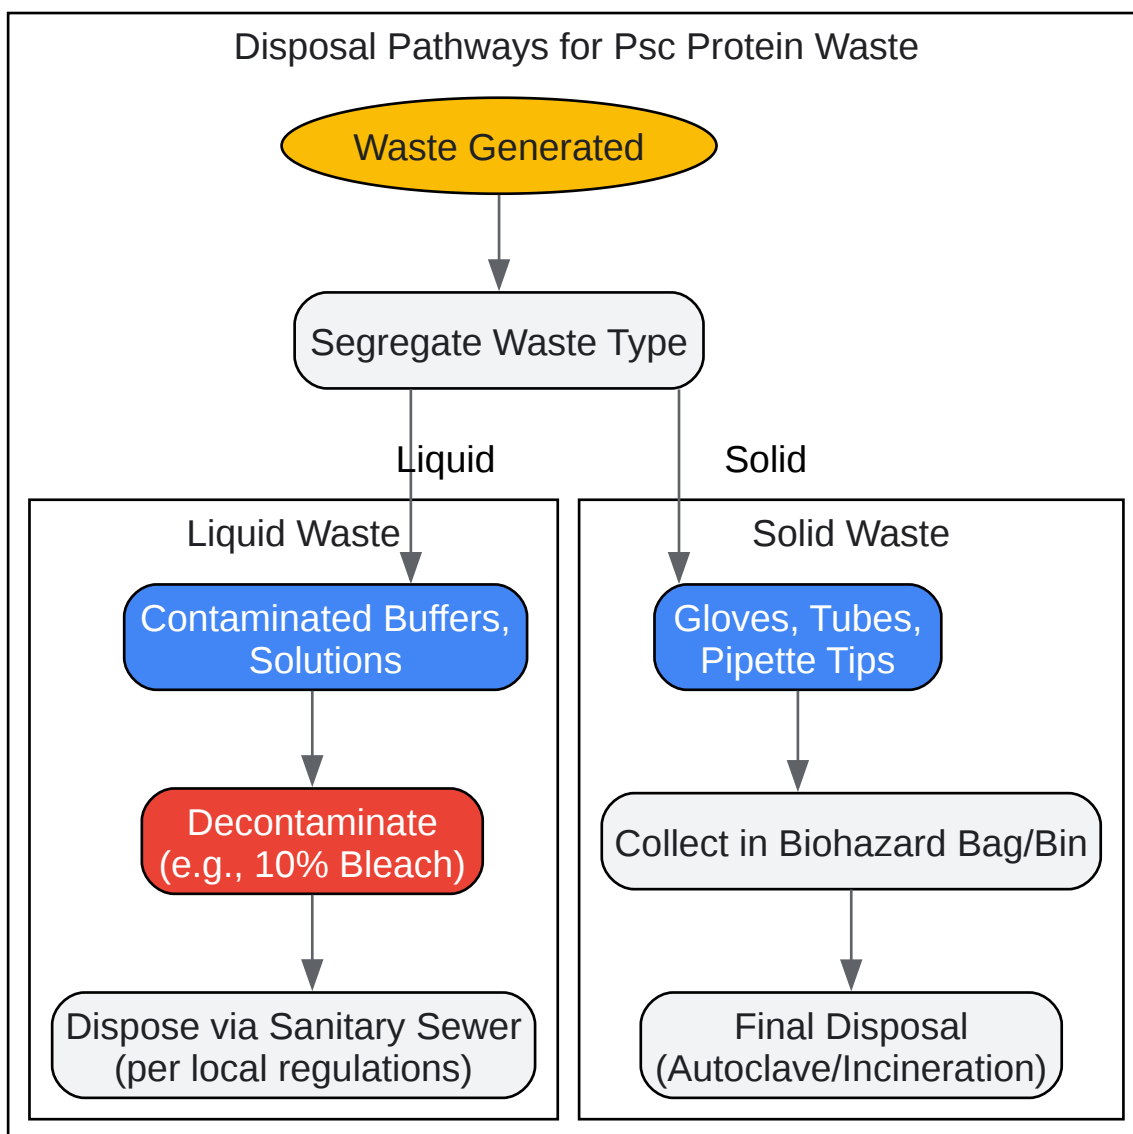 Disposal Pathways for Psc Protein Waste
Waste Generated
Segregate Waste Type
Liquid
Solid
Liquid Waste
Contaminated Buffers,
Solutions
Decontaminate
(e.g., 10% Bleach)
Dispose via Sanitary Sewer
(per local regulations)
Solid Waste
Gloves, Tubes,
Pipette Tips
Collect in Biohazard Bag/Bin
Final Disposal
(Autoclave/Incineration)